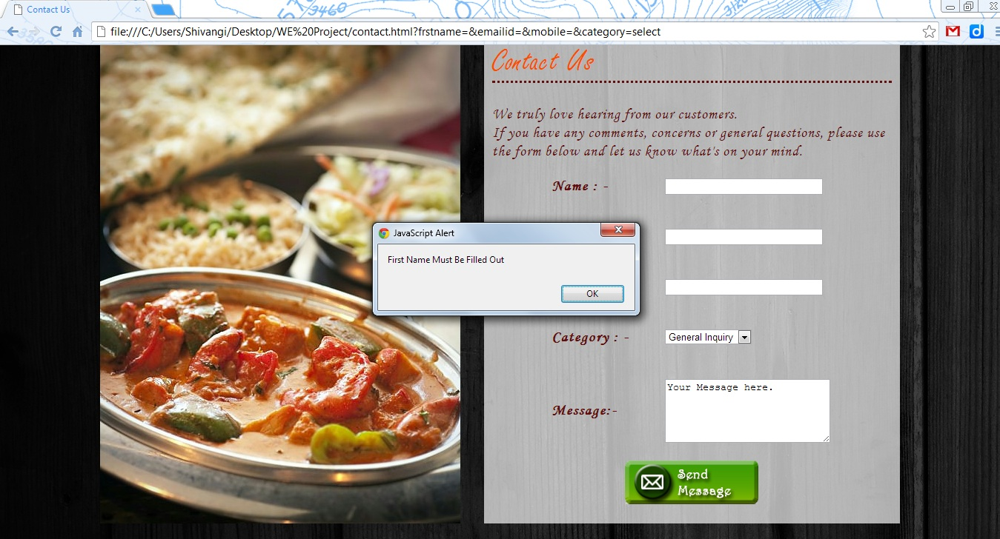 Contact Us
file:///C:/Users/Shivangi/Desktop/WE%20Project/contact.html?frstname=&emailid=&mobile=&category=select
Contact Us
We truly love hearing from our customers.
If you have any comments, concerns or general questions, please use
the form below and let us know what's on your mind.
Name : -
JavaScript Alert
First Name Must Be Filled Out
OK
Category : -
General Inquiry
Message:-
Your Message here.
Send
Message
3460
3120